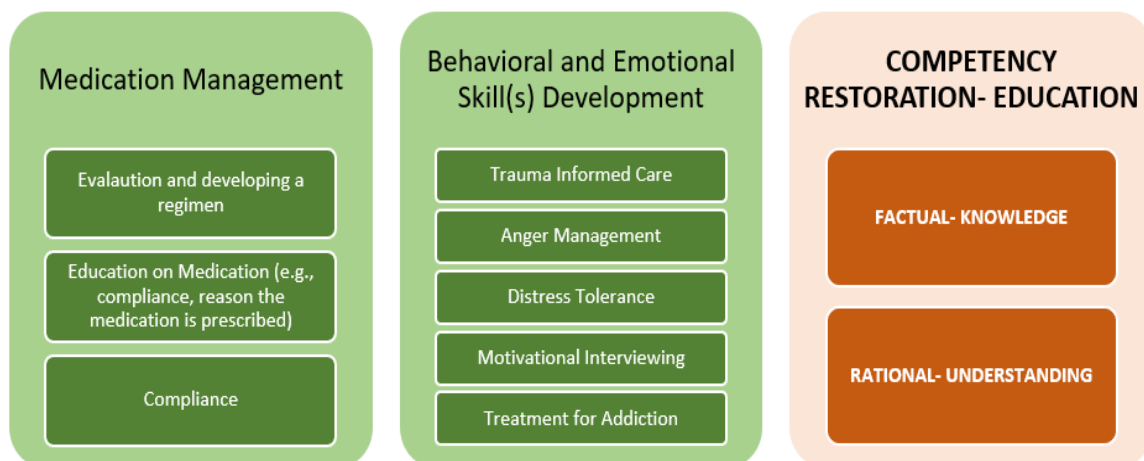 Medication Management
Evalaution and developing a
regimen
Education on Medication (e.g.,
compliance, reason the
medication is prescribed)
Compliance
Behavioral and Emotional
Skill(s) Development
Trauma Informed Care
Anger Management
Distress Tolerance
Motivational Interviewing
Treatment for Addiction
COMPETENCY
RESTORATION- EDUCATION
FACTUAL- KNOWLEDGE
RATIONAL- UNDERSTANDING